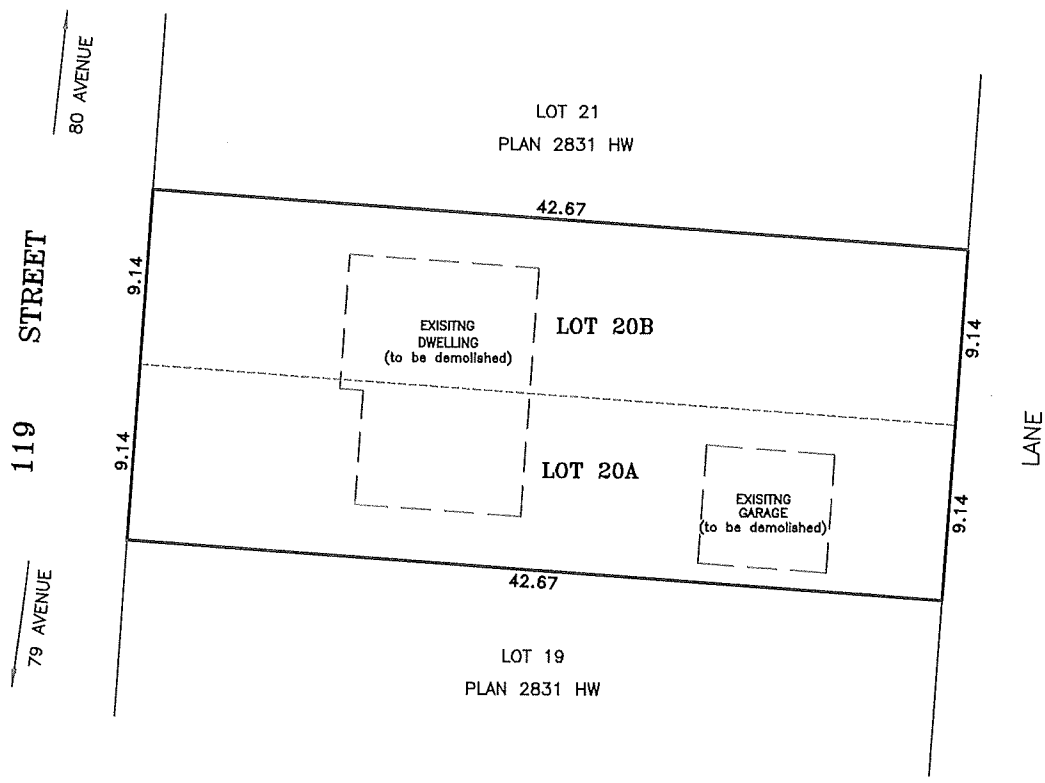 80 AVENUE
LOT 21
PLAN 2831 HW
42.67
119 STREET
9.14
9.14
EXISITNG
DWELLING
(to be demolished)
LOT 20B
9.14
9.14
LANE
LOT 20A
EXISITNG
GARAGE
(to be demolished)
42.67
79 AVENUE
LOT 19
PLAN 2831 HW